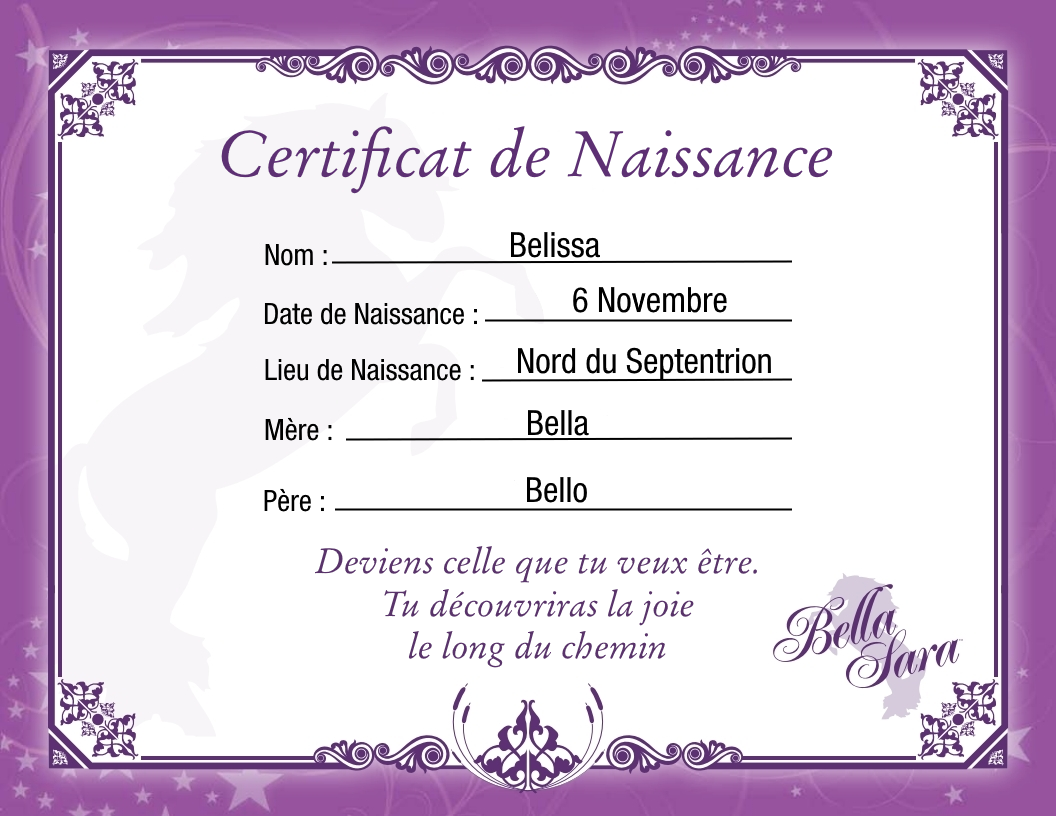 Certificat de Naissance
Nom : Belissa
Date de Naissance : 6 Novembre
Lieu de Naissance : Nord du Septentrion
Mère : Bella
Père : Bello
Deviens celle que tu veux être.
Tu découvriras la joie
le long du chemin
Bella
Sara